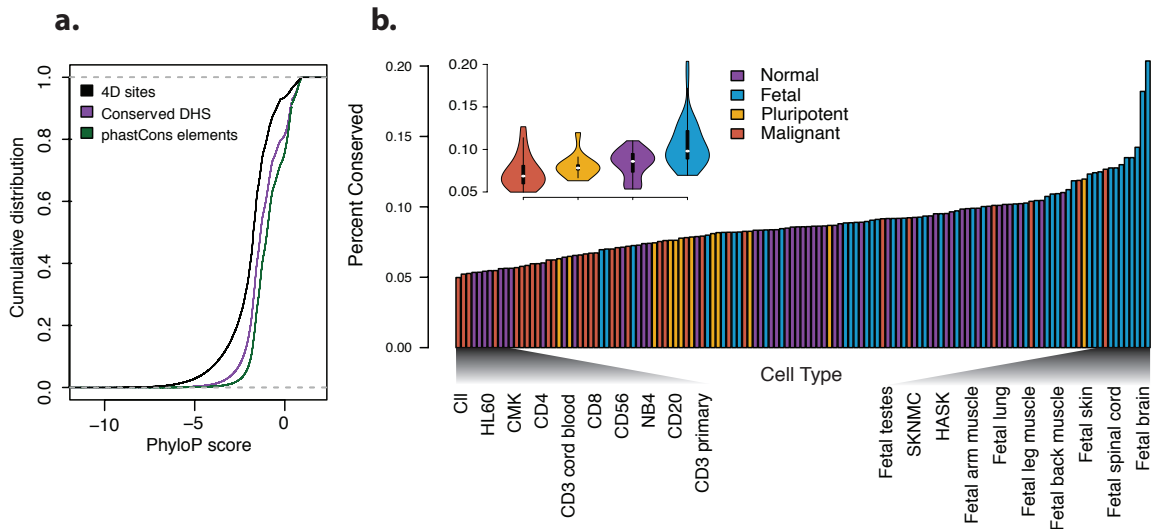 a.
Cumulative distribution
1.0
0.8
0.6
0.4
0.2
0.0
4D sites
Conserved DHS
phastCons elements
−10
−5
0
PhyloP score
b.
Percent Conserved
0.20
0.15
0.10
0.05
0.00
0.20
0.15
0.10
0.05
Normal
Fetal
Pluripotent
Malignant
Cell Type
Cll
HL60
CMK
CD4
CD3 cord blood
CD8
CD56
NB4
CD20
CD3 primary
Fetal testes
SKNMC
HASK
Fetal arm muscle
Fetal lung
Fetal leg muscle
Fetal back muscle
Fetal skin
Fetal spinal cord
Fetal brain